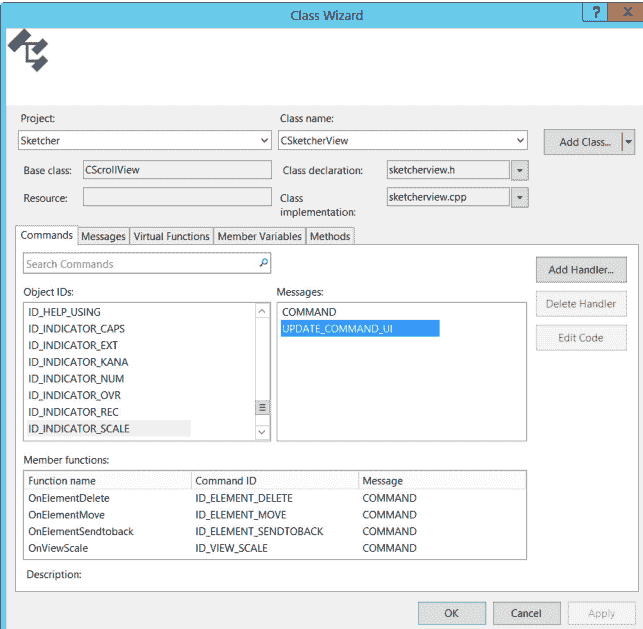 Class Wizard
? X
Project: Class name:
Sketcher CSketcherView Add Class...
Base class: CScrollView Class declaration: sketcherview.h
Resource: Class implementation: sketcherview.cpp
Commands Messages Virtual Functions Member Variables Methods
Search Commands Add Handler...
Object IDs: Messages: Delete Handler
ID_HELP_USING COMMAND
ID_INDICATOR_CAPS UPDATE_COMMAND_UI
ID_INDICATOR_EXT Edit Code
ID_INDICATOR_KANA
ID_INDICATOR_NUM
ID_INDICATOR_OVR
ID_INDICATOR_REC
ID_INDICATOR_SCALE
Member functions:
Function name Command ID Message
OnElementDelete ID_ELEMENT_DELETE COMMAND
OnElementMove ID_ELEMENT_MOVE COMMAND
OnElementSendtoback ID_ELEMENT_SENDTOBACK COMMAND
OnViewScale ID_VIEW_SCALE COMMAND
Description:
OK Cancel Apply